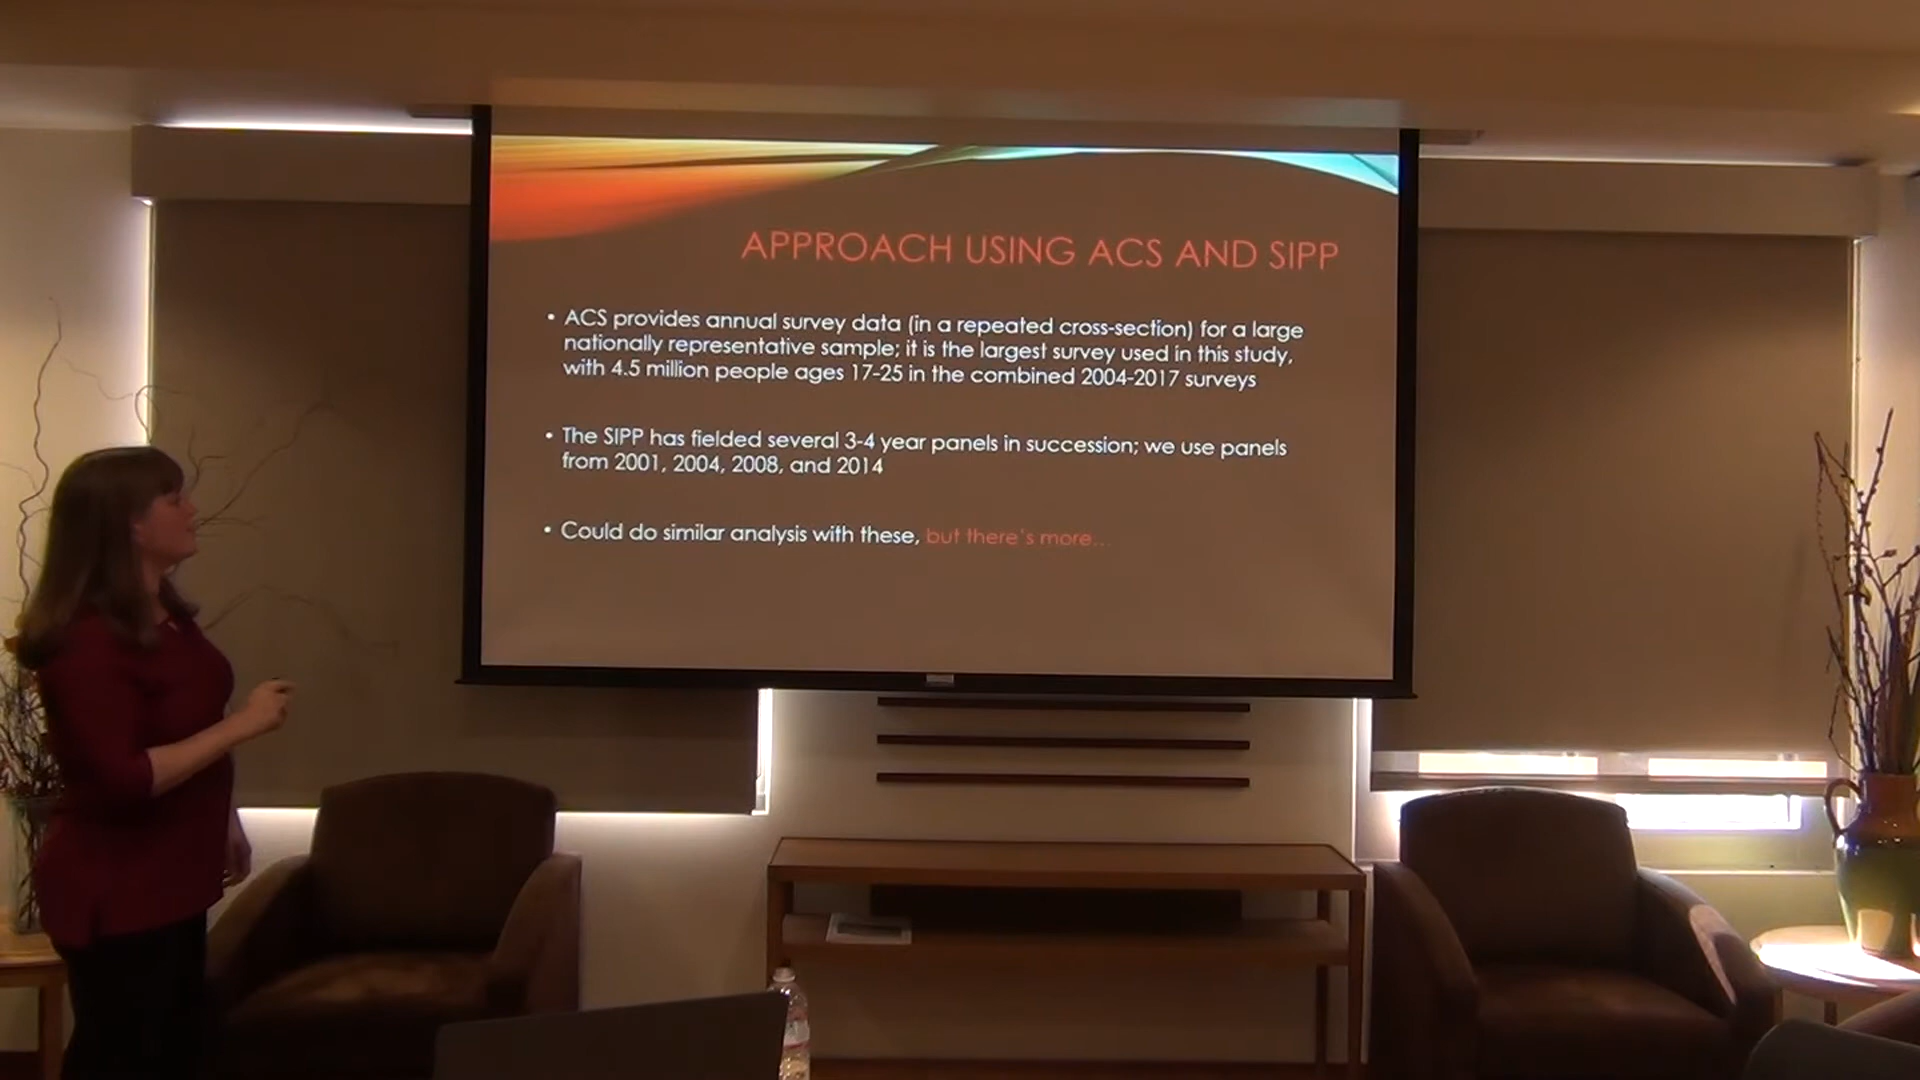 APPROACH USING ACS AND SIPP
• ACS provides annual survey data (in a repeated cross-section) for a large
nationally representative sample; it is the largest survey used in this study,
with 4.5 million people ages 17-25 in the combined 2004-2017 surveys
• The SIPP has fielded several 3-4 year panels in succession; we use panels
from 2001, 2004, 2008, and 2014
• Could do similar analysis with these, but there's more...